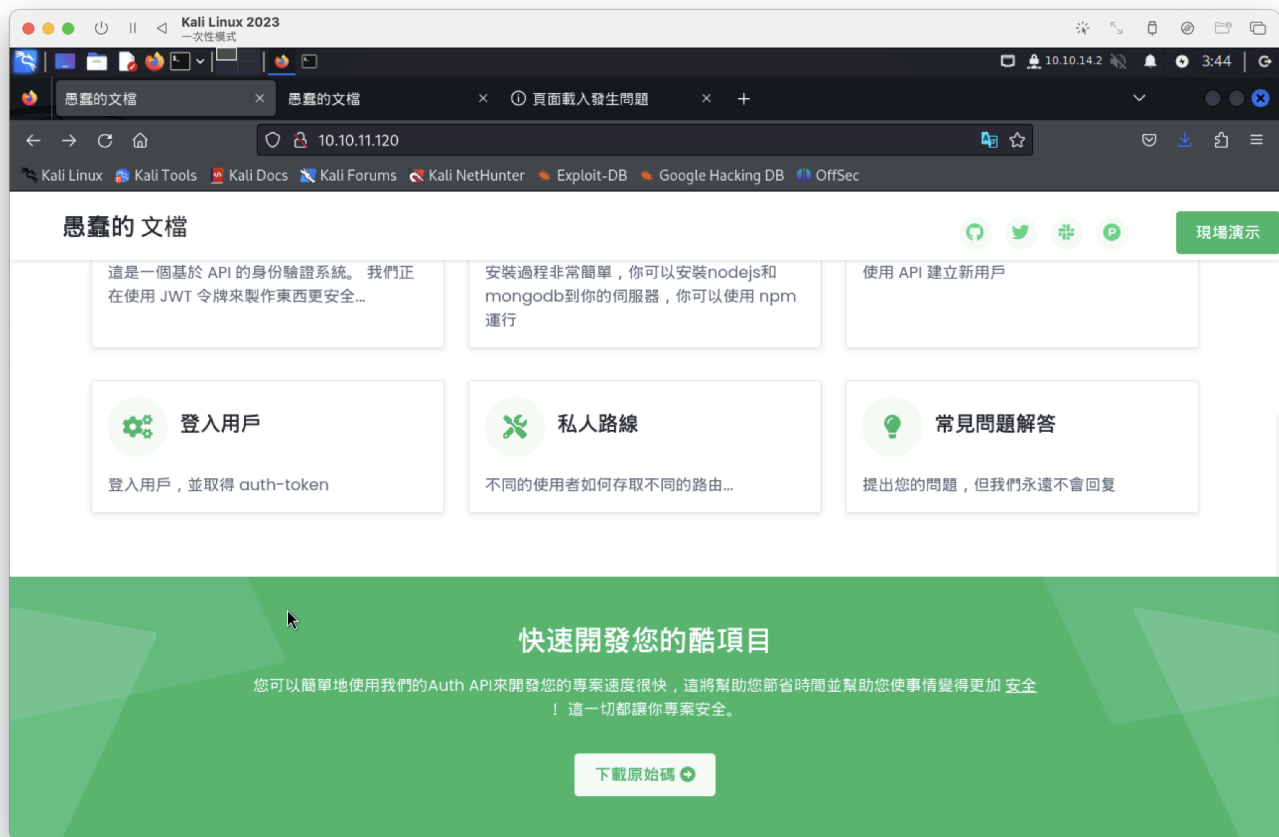 Kali Linux 2023
一次性模式
10.10.14.2
3:44
愚蠢的文檔
愚蠢的文檔
頁面載入發生問題
10.10.11.120
Kali Linux
Kali Tools
Kali Docs
Kali Forums
Kali NetHunter
Exploit-DB
Google Hacking DB
OffSec
愚蠢的 文檔
現場演示
這是一個基於 API 的身份驗證系統。 我們正
在使用 JWT 令牌來製作東西更安全...
安裝過程非常簡單，你可以安裝nodejs和
mongodb到你的伺服器，你可以使用 npm
運行
使用 API 建立新用戶
登入用戶
登入用戶，並取得 auth-token
私人路線
不同的使用者如何存取不同的路由...
常見問題解答
提出您的問題，但我們永遠不會回复
快速開發您的酷項目
您可以簡單地使用我們的Auth API來開發您的專案速度很快，這將幫助您節省時間並幫助您使事情變得更加 安全
！ 這一切都讓你專案安全。
下載原始碼